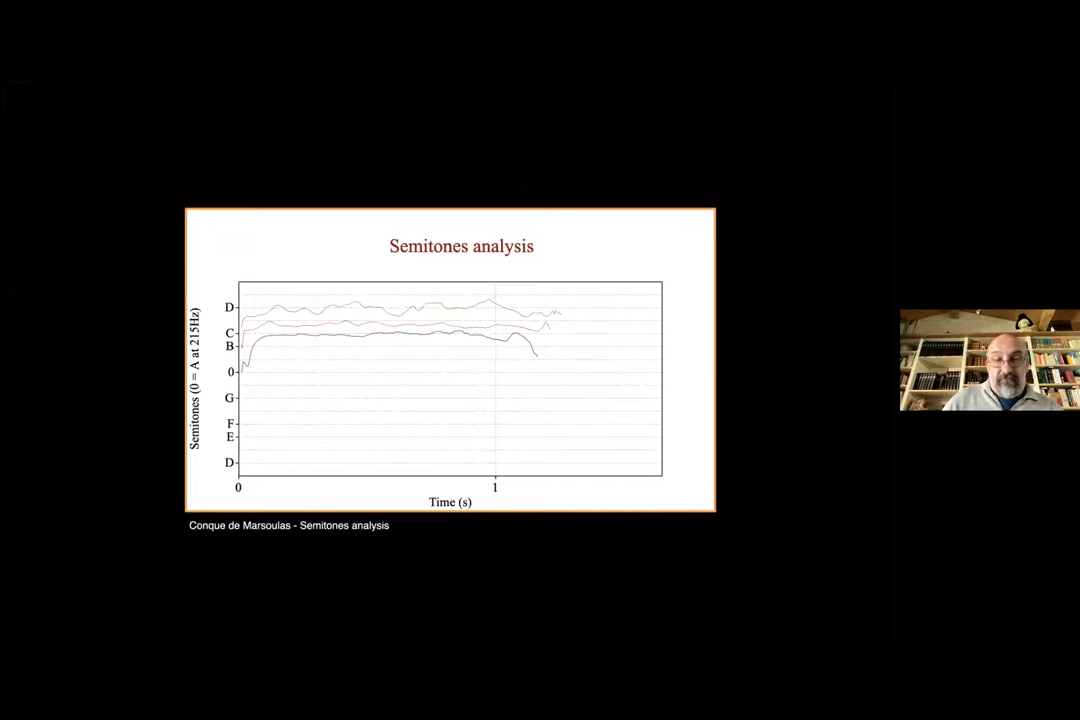 Semitones analysis
Semitones (0 = A at 215Hz)
D
C
B
0
G
F
E
D
0 1
Time (s)
Conque de Marsoulas - Semitones analysis